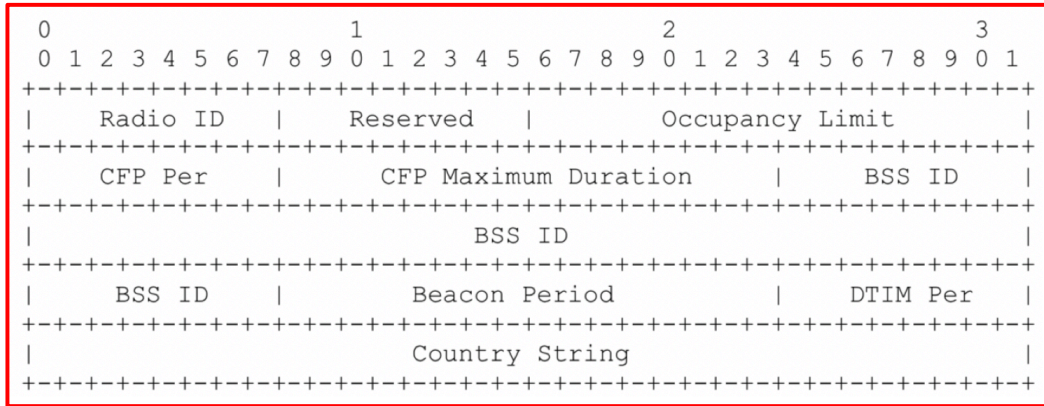 0                   1                   2                   3
0 1 2 3 4 5 6 7 8 9 0 1 2 3 4 5 6 7 8 9 0 1 2 3 4 5 6 7 8 9 0 1
+-+-+-+-+-+-+-+-+-+-+-+-+-+-+-+-+-+-+-+-+-+-+-+-+-+-+-+-+-+-+-+-+
|    Radio ID   |    Reserved   |        Occupancy Limit        |
+-+-+-+-+-+-+-+-+-+-+-+-+-+-+-+-+-+-+-+-+-+-+-+-+-+-+-+-+-+-+-+-+
|    CFP Per    |      CFP Maximum Duration     |     BSS ID    |
+-+-+-+-+-+-+-+-+-+-+-+-+-+-+-+-+-+-+-+-+-+-+-+-+-+-+-+-+-+-+-+-+
|                            BSS ID                             |
+-+-+-+-+-+-+-+-+-+-+-+-+-+-+-+-+-+-+-+-+-+-+-+-+-+-+-+-+-+-+-+-+
|     BSS ID    |        Beacon Period          |    DTIM Per   |
+-+-+-+-+-+-+-+-+-+-+-+-+-+-+-+-+-+-+-+-+-+-+-+-+-+-+-+-+-+-+-+-+
|                        Country String                         |
+-+-+-+-+-+-+-+-+-+-+-+-+-+-+-+-+-+-+-+-+-+-+-+-+-+-+-+-+-+-+-+-+